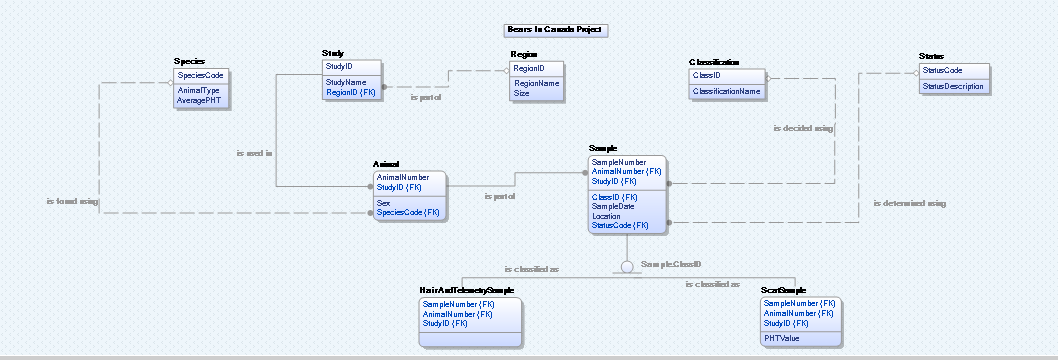 Bears In Canada Project
Species
SpeciesCode
AnimalType
AveragePHT
Study
StudyID
StudyName
RegionID (FK)
Region
RegionID
RegionName
Size
Classification
ClassID
ClassificationName
Status
StatusCode
StatusDescription
is part of
is decided using
is used in
Animal
AnimalNumber
StudyID (FK)
Sex
SpeciesCode (FK)
is part of
Sample
SampleNumber
AnimalNumber (FK)
StudyID (FK)
ClassID (FK)
SampleDate
Location
StatusCode (FK)
is found using
is determined using
Sample.ClassID
is classified as
is classified as
HairAndTelemetrySample
SampleNumber (FK)
AnimalNumber (FK)
StudyID (FK)
ScatSample
SampleNumber (FK)
AnimalNumber (FK)
StudyID (FK)
PHTValue